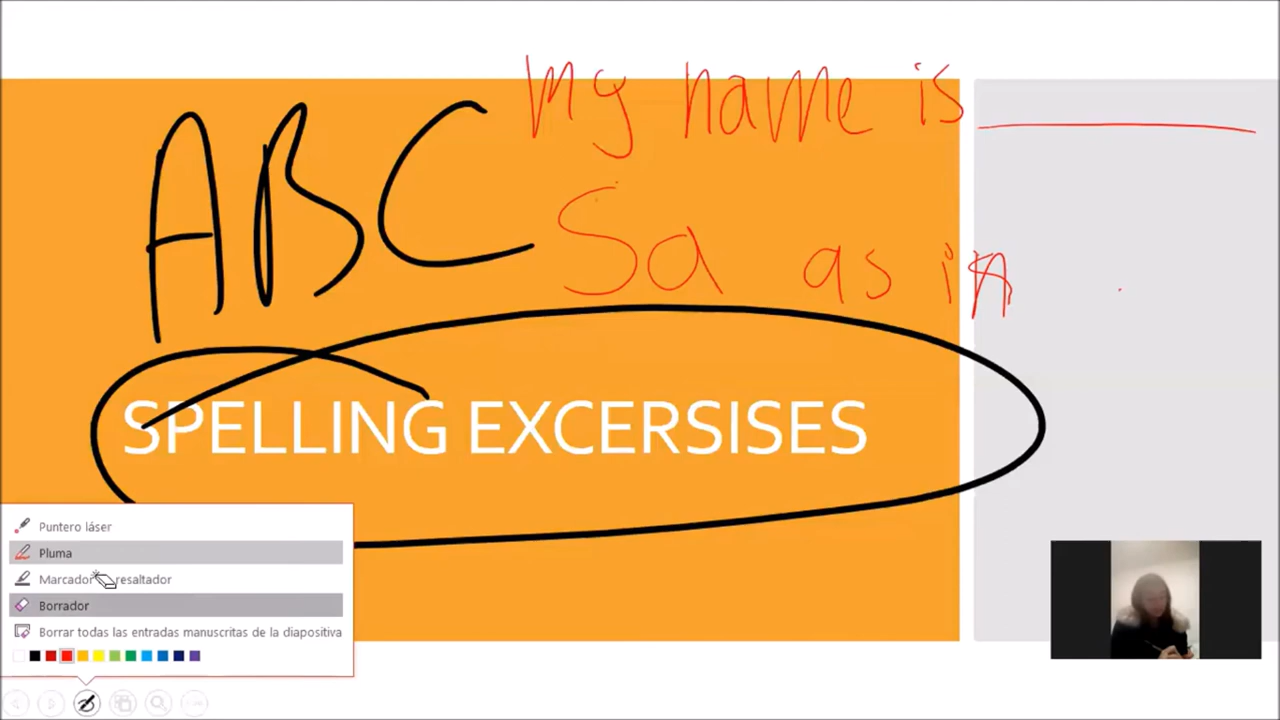 my name is
ABC
Sa as in
SPELLING EXCERSISES
Puntero láser
Pluma
Marcador resaltador
Borrador
Borrar todas las entradas manuscritas de la diapositiva